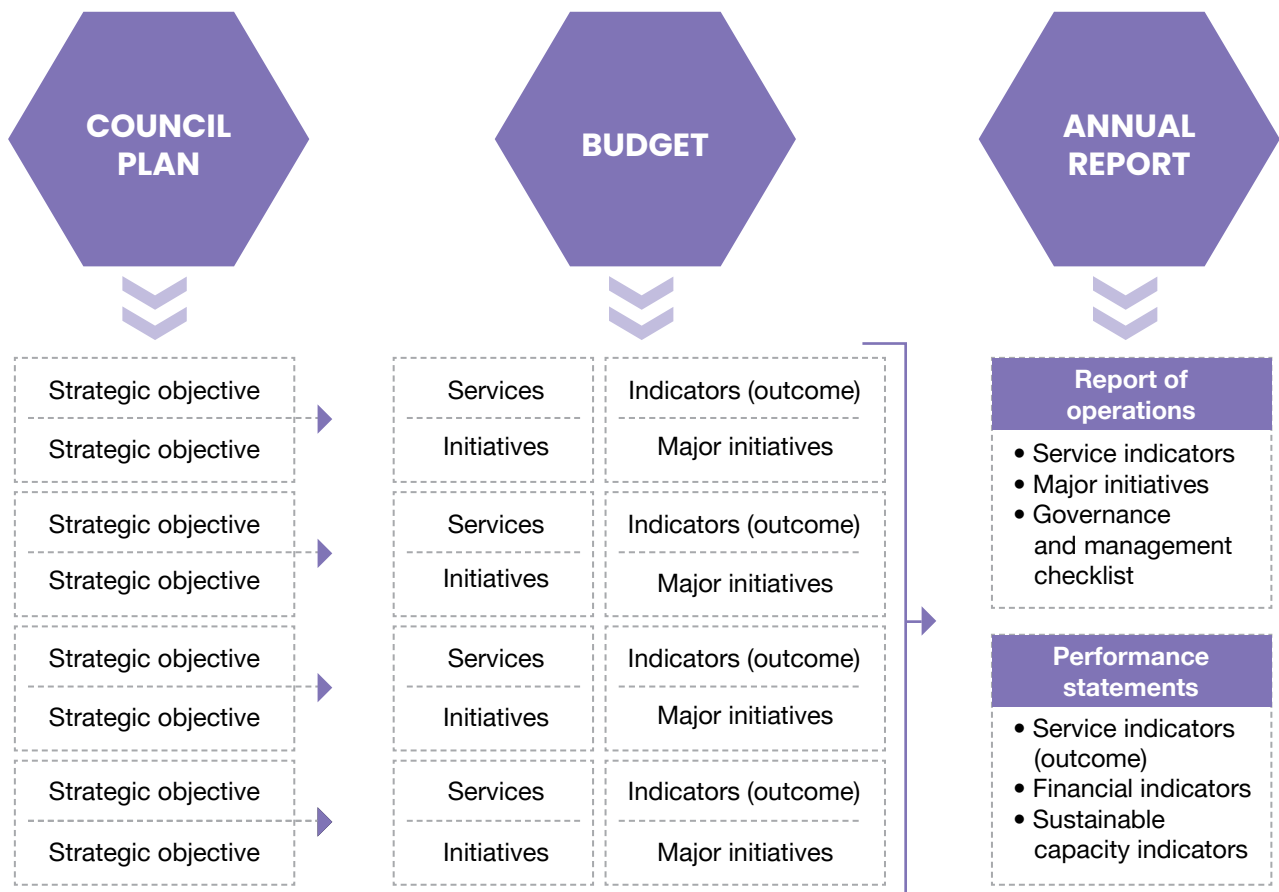 COUNCIL
PLAN
Strategic objective
Strategic objective
Strategic objective
Strategic objective
Strategic objective
Strategic objective
Strategic objective
Strategic objective
BUDGET
Services
Indicators (outcome)
Initiatives
Major initiatives
Services
Indicators (outcome)
Initiatives
Major initiatives
Services
Indicators (outcome)
Initiatives
Major initiatives
Services
Indicators (outcome)
Initiatives
Major initiatives
ANNUAL
REPORT
Report of
operations
• Service indicators
• Major initiatives
• Governance
and management
checklist
Performance
statements
• Service indicators
(outcome)
• Financial indicators
• Sustainable
capacity indicators